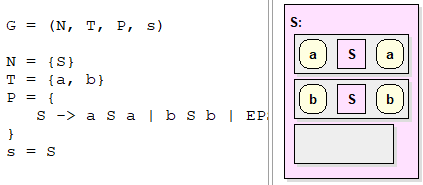 G = (N, T, P, s)
N = {S}
T = {a, b}
P = {
S -> a S a | b S b | EP
}
s = S
S:
a S a
b S b